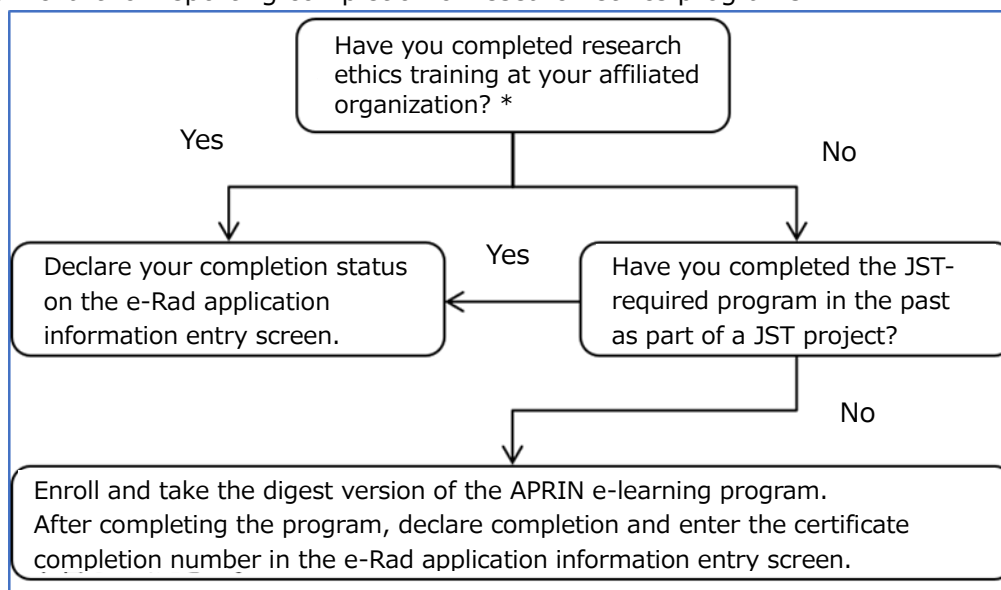 Have you completed research
ethics training at your affiliated
organization? *
Yes
No
Declare your completion status
on the e-Rad application
information entry screen.
Yes
Have you completed the JST-
required program in the past
as part of a JST project?
No
Enroll and take the digest version of the APRIN e-learning program.
After completing the program, declare completion and enter the certificate
completion number in the e-Rad application information entry screen.